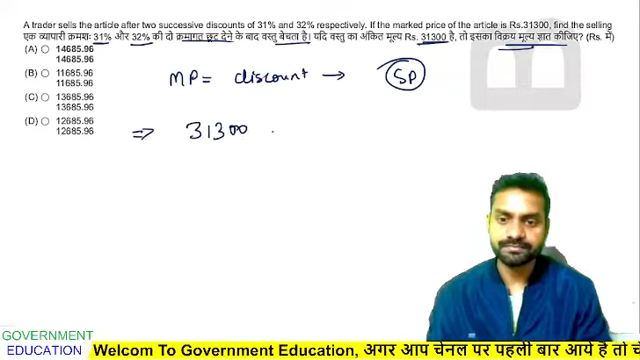 A trader sells the article after two successive discounts of 31% and 32% respectively. If the marked price of the article is Rs.31300, find the selling
एक व्यापारी क्रमशः 31% और 32% की दो क्रमागत छूट देने के बाद वस्तु बेचता है। यदि वस्तु का अंकित मूल्य Rs. 31300 है, तो इसका विक्रय मूल्य ज्ञात कीजिए? (Rs. में)
(A) 14685.96
14685.96
(B) 11685.96
11685.96
(C) 13685.96
13685.96
(D) 12685.96
12685.96
MP = discount → SP
⇒ 31300
GOVERNMENT
EDUCATION
Welcom To Government Education, अगर आप चेनल पर पहली बार आये है तो चे